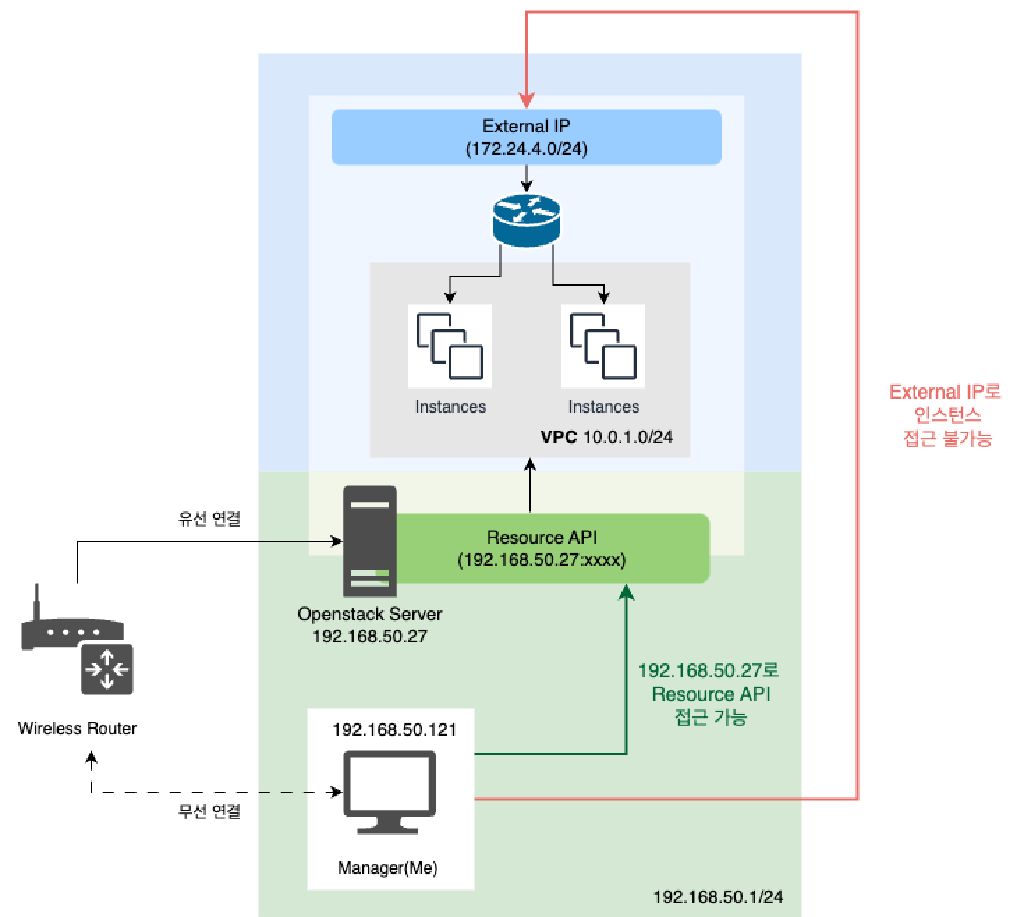 External IP
(172.24.4.0/24)
Instances
Instances
VPC 10.0.1.0/24
External IP로
인스턴스
접근 불가능
유선 연결
Resource API
(192.168.50.27:xxxx)
Openstack Server
192.168.50.27
192.168.50.27로
Resource API
접근 가능
Wireless Router
192.168.50.121
무선 연결
Manager(Me)
192.168.50.1/24